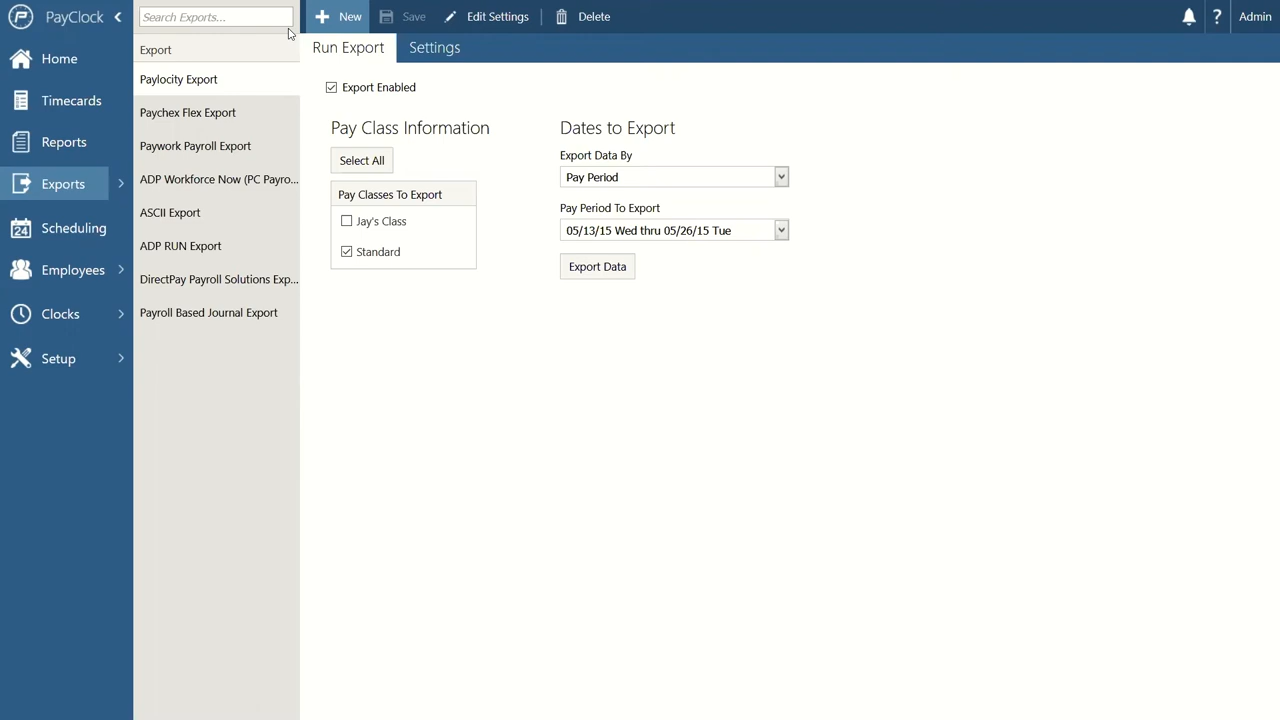 PayClock
Home
Timecards
Reports
Exports
24 Scheduling
Employees
Clocks
Setup
Search Exports...
Export
Paylocity Export
Paychex Flex Export
Paywork Payroll Export
ADP Workforce Now (PC Payro...
ASCII Export
ADP RUN Export
DirectPay Payroll Solutions Exp...
Payroll Based Journal Export
New Save Edit Settings Delete ? Admin
Run Export Settings
Export Enabled
Pay Class Information
Select All
Pay Classes To Export
Jay's Class
Standard
Dates to Export
Export Data By
Pay Period
Pay Period To Export
05/13/15 Wed thru 05/26/15 Tue
Export Data